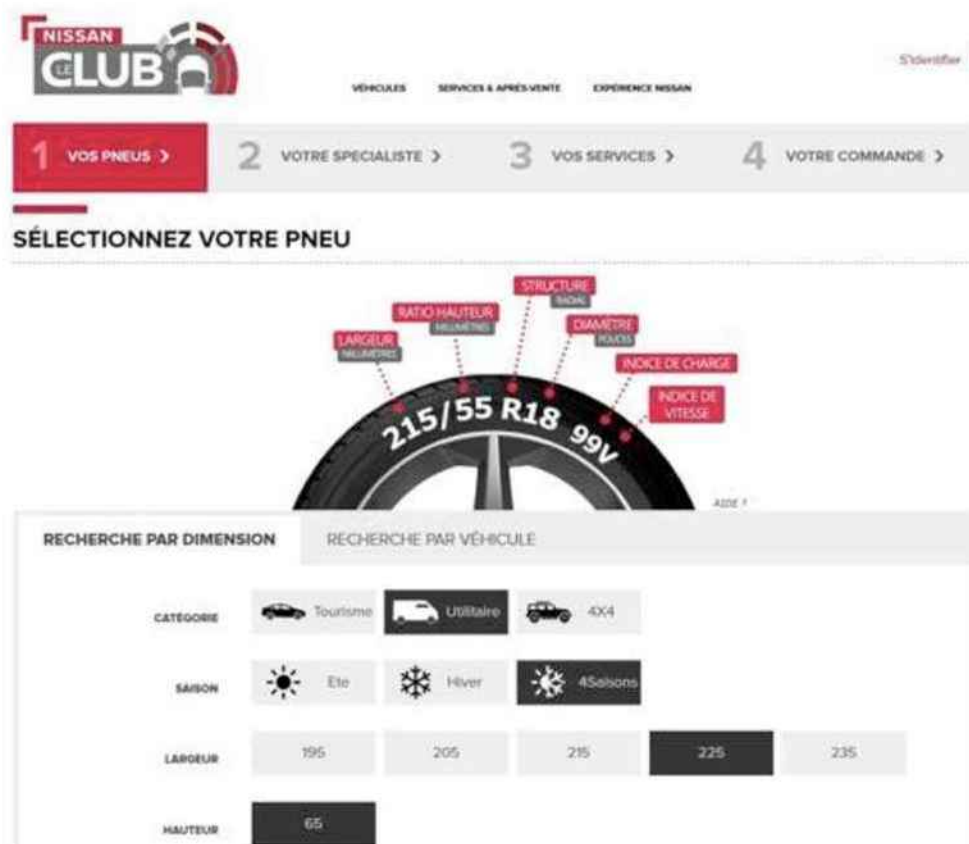 NISSAN
LE
CLUB
S'identifier
VÉHICULES SERVICES & APRÈS-VENTE EXPÉRIENCE NISSAN
1 VOS PNEUS > 2 VOTRE SPECIALISTE > 3 VOS SERVICES > 4 VOTRE COMMANDE >
SÉLECTIONNEZ VOTRE PNEU
STRUCTURE
RADIAL
RATIO HAUTEUR
MILLIMÈTRES
DIAMÈTRE
POUCES
LARGEUR
MILLIMÈTRES
INDICE DE CHARGE
INDICE DE
VITESSE
215/55 R18 99V
AIDE ?
RECHERCHE PAR DIMENSION RECHERCHE PAR VÉHICULE
CATÉGORIE Tourisme Utilitaire 4X4
SAISON Ete Hiver 4Saisons
LARGEUR 195 205 215 225 235
HAUTEUR 65